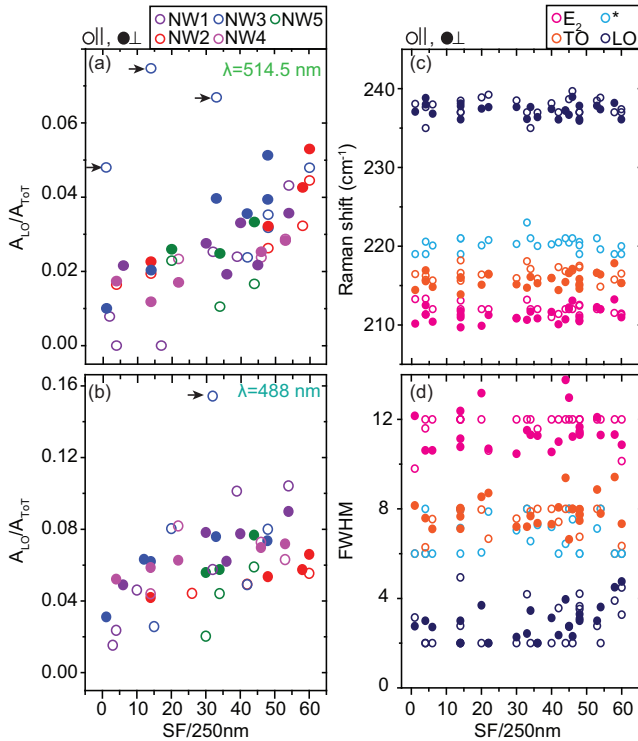 ○||, ●⊥
NW1 NW3 NW5
NW2 NW4
(a) λ=514.5 nm
0.06
0.04
0.02
0.00
A_LO/A_ToT
(b) λ=488 nm
0.16
0.12
0.08
0.04
0.00
A_LO/A_ToT
0 10 20 30 40 50 60
SF/250nm
○||, ●⊥
E₂ *
TO LO
(c)
240
230
220
210
Raman shift (cm⁻¹)
(d)
12
8
4
0
FWHM
0 10 20 30 40 50 60
SF/250nm